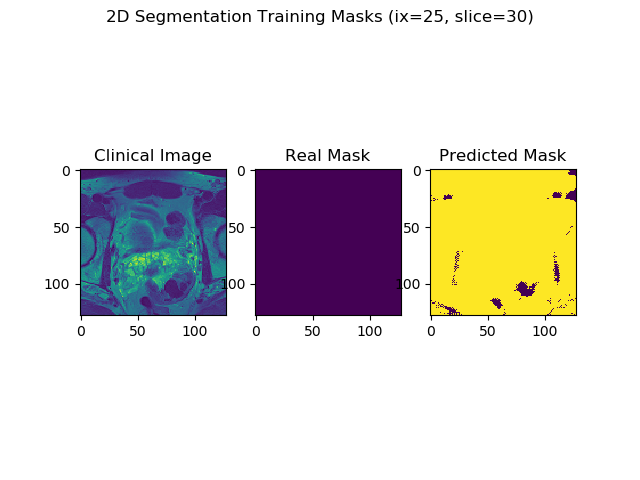 2D Segmentation Training Masks (ix=25, slice=30)
Clinical Image Real Mask Predicted Mask
0 0 0
50 50 50
100 100 100
0 50 100 0 50 100 0 50 100